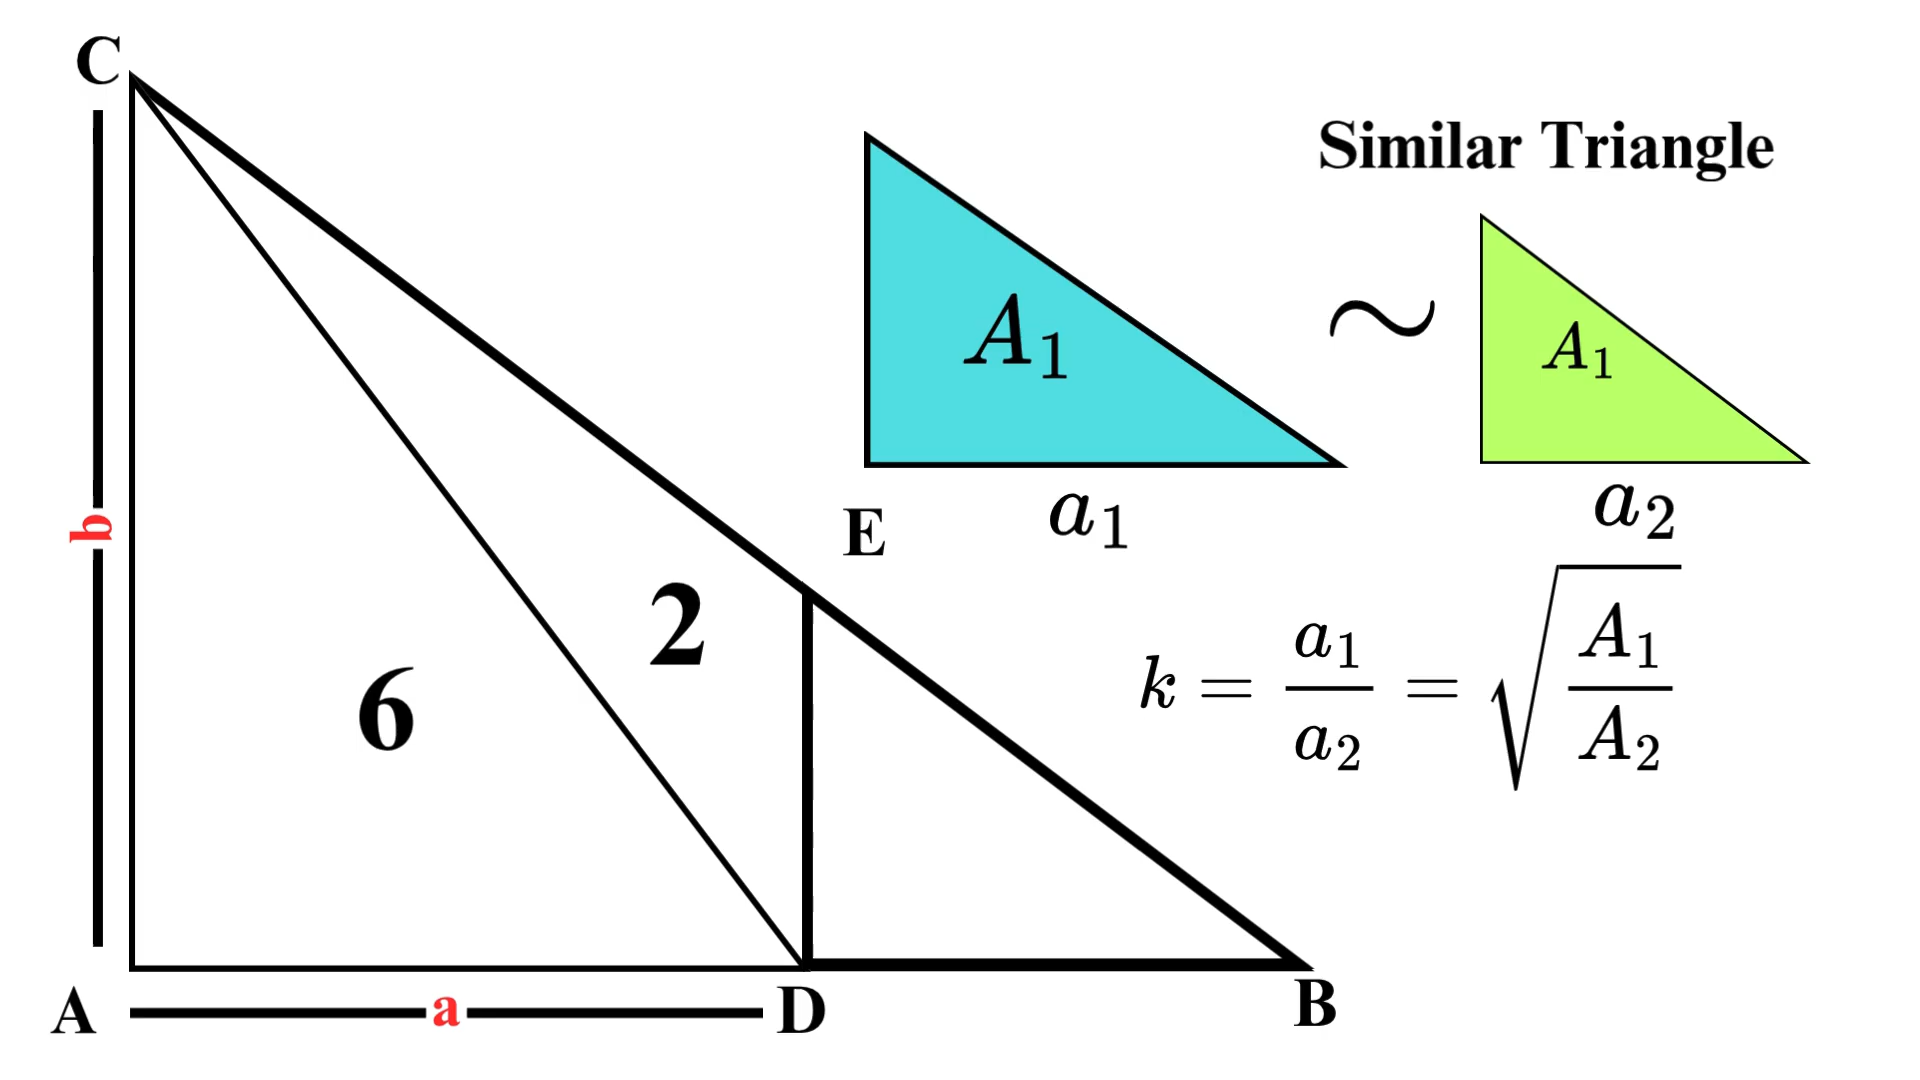 C
Similar Triangle
A₁
∼
A₁
a₁
a₂
E
b
2
6
k = a₁/a₂ = √(A₁/A₂)
A
a
D
B